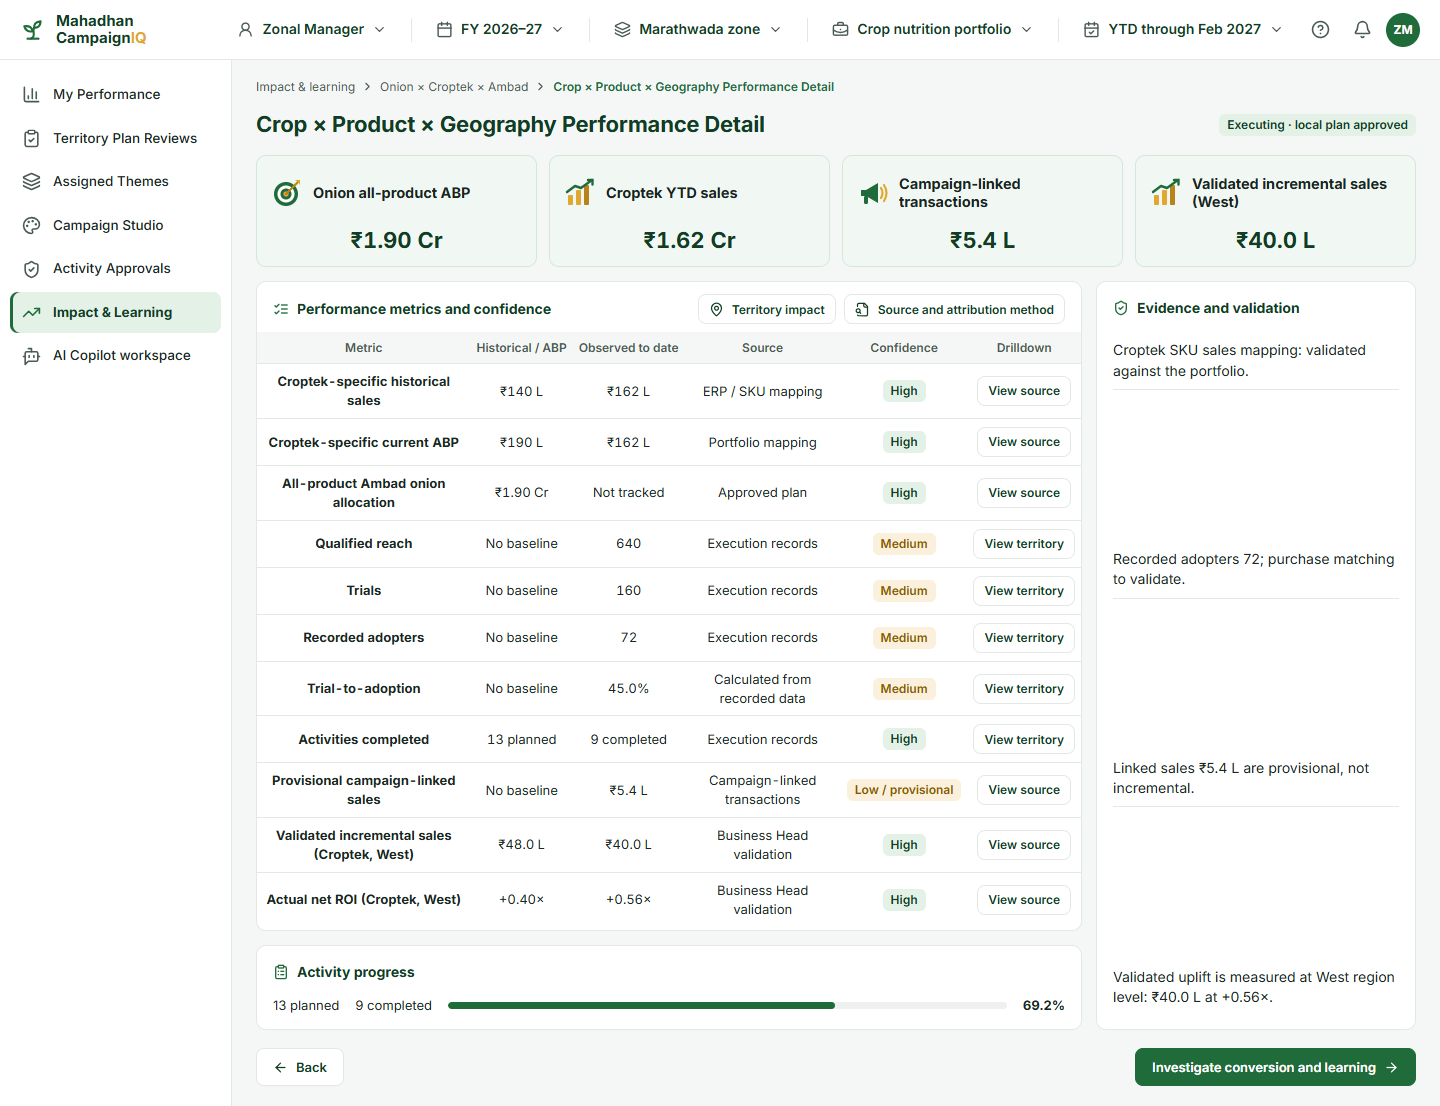 Mahadhan
CampaignIQ
Zonal Manager
FY 2026–27
Marathwada zone
Crop nutrition portfolio
YTD through Feb 2027
ZM
My Performance
Territory Plan Reviews
Assigned Themes
Campaign Studio
Activity Approvals
Impact & Learning
AI Copilot workspace
Impact & learning > Onion × Croptek × Ambad > Crop × Product × Geography Performance Detail
Crop × Product × Geography Performance Detail
Executing · local plan approved
Onion all-product ABP
₹1.90 Cr
Croptek YTD sales
₹1.62 Cr
Campaign-linked
transactions
₹5.4 L
Validated incremental sales
(West)
₹40.0 L
Performance metrics and confidence
Territory impact
Source and attribution method
Metric Historical / ABP Observed to date Source Confidence Drilldown
Croptek-specific historical
sales
₹140 L ₹162 L ERP / SKU mapping High View source
Croptek-specific current ABP ₹190 L ₹162 L Portfolio mapping High View source
All-product Ambad onion
allocation
₹1.90 Cr Not tracked Approved plan High View source
Qualified reach No baseline 640 Execution records Medium View territory
Trials No baseline 160 Execution records Medium View territory
Recorded adopters No baseline 72 Execution records Medium View territory
Trial-to-adoption No baseline 45.0% Calculated from
recorded data
Medium View territory
Activities completed 13 planned 9 completed Execution records High View territory
Provisional campaign-linked
sales
No baseline ₹5.4 L Campaign-linked
transactions
Low / provisional View source
Validated incremental sales
(Croptek, West)
₹48.0 L ₹40.0 L Business Head
validation
High View source
Actual net ROI (Croptek, West) +0.40× +0.56× Business Head
validation
High View source
Evidence and validation
Croptek SKU sales mapping: validated
against the portfolio.
Recorded adopters 72; purchase matching
to validate.
Linked sales ₹5.4 L are provisional, not
incremental.
Validated uplift is measured at West region
level: ₹40.0 L at +0.56×.
Activity progress
13 planned 9 completed 69.2%
Back
Investigate conversion and learning